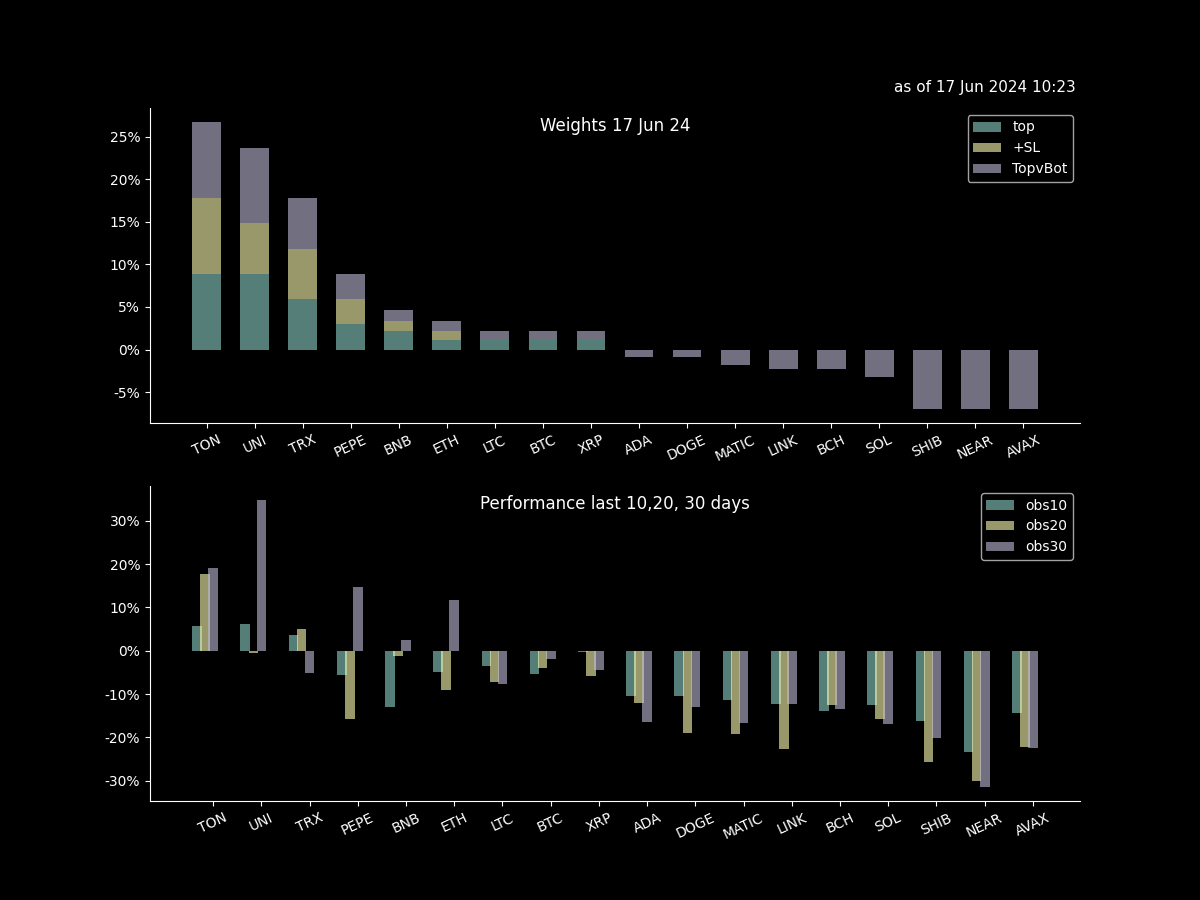 as of 17 Jun 2024 10:23
Weights 17 Jun 24
top
+SL
TopvBot
25%
20%
15%
10%
5%
0%
-5%
TON UNI TRX PEPE BNB ETH LTC BTC XRP ADA DOGE MATIC LINK BCH SOL SHIB NEAR AVAX
Performance last 10,20, 30 days
obs10
obs20
obs30
30%
20%
10%
0%
-10%
-20%
-30%
TON UNI TRX PEPE BNB ETH LTC BTC XRP ADA DOGE MATIC LINK BCH SOL SHIB NEAR AVAX